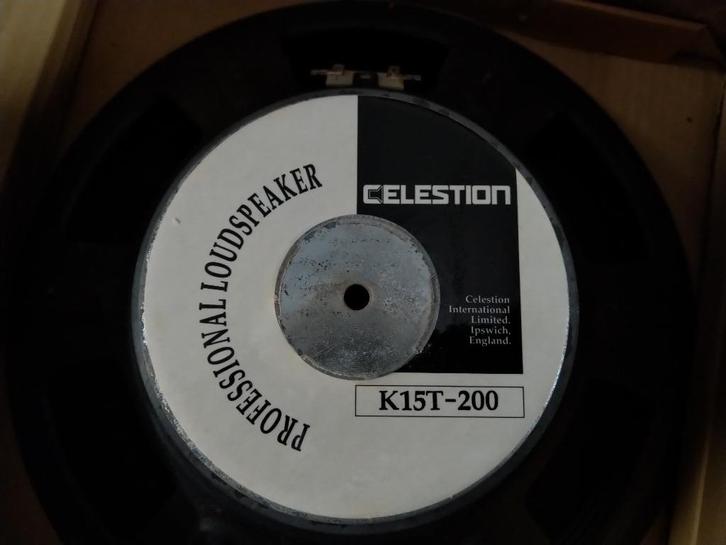 CELESTION
PROFESSIONAL LOUDSPEAKER
Celestion
International
Limited.
Ipswich,
England.
K15T-200